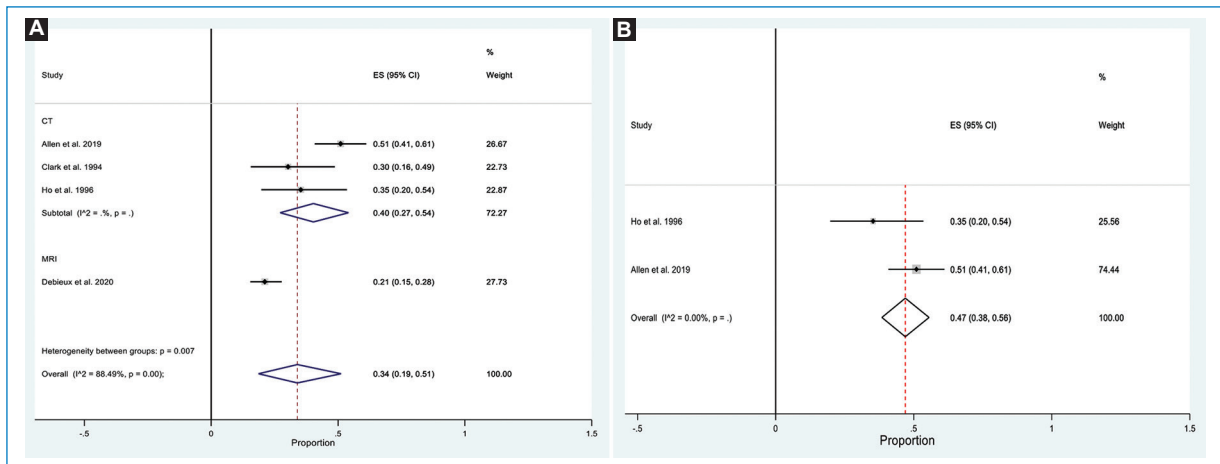 A
%
Study ES (95% CI) Weight
CT
Allen et al. 2019 0.51 (0.41, 0.61) 26.67
Clark et al. 1994 0.30 (0.16, 0.49) 22.73
Ho et al. 1996 0.35 (0.20, 0.54) 22.87
Subtotal (I^2 = .%, p = .) 0.40 (0.27, 0.54) 72.27
MRI
Debieux et al. 2020 0.21 (0.15, 0.28) 27.73
Heterogeneity between groups: p = 0.007
Overall (I^2 = 88.49%, p = 0.00); 0.34 (0.19, 0.51) 100.00
-.5 0 .5 1 1.5
Proportion
B
%
Study ES (95% CI) Weight
Ho et al. 1996 0.35 (0.20, 0.54) 25.56
Allen et al. 2019 0.51 (0.41, 0.61) 74.44
Overall (I^2 = 0.00%, p = .) 0.47 (0.38, 0.56) 100.00
-.5 0 .5 1 1.5
Proportion